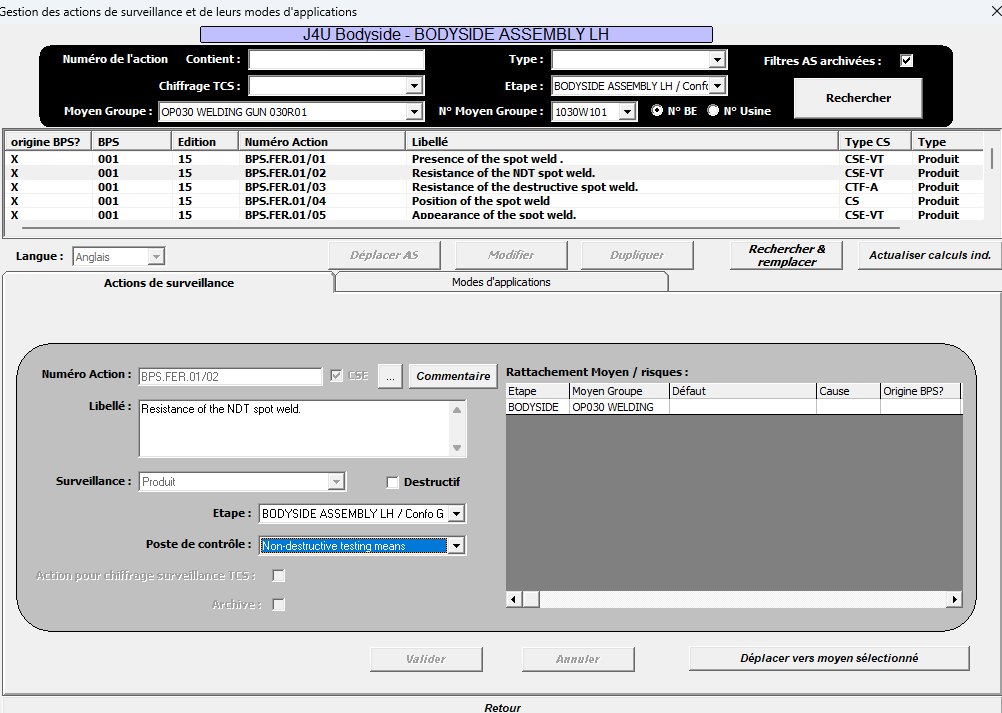 Gestion des actions de surveillance et de leurs modes d'applications
J4U Bodyside - BODYSIDE ASSEMBLY LH
Numéro de l'action Contient : Type : Filtres AS archivées :
Chiffrage TCS : Etape : BODYSIDE ASSEMBLY LH / Confo
Rechercher
Moyen Groupe : OP030 WELDING GUN 030R01 N° Moyen Groupe : 1030W101 N° BE N° Usine
origine BPS? BPS Edition Numéro Action Libellé Type CS Type
X 001 15 BPS.FER.01/01 Presence of the spot weld . CSE-VT Produit
X 001 15 BPS.FER.01/02 Resistance of the NDT spot weld. CSE-VT Produit
X 001 15 BPS.FER.01/03 Resistance of the destructive spot weld. CTF-A Produit
X 001 15 BPS.FER.01/04 Position of the spot weld CS Produit
X 001 15 BPS.FER.01/05 Appearance of the spot weld. CSE-VT Produit
Langue : Anglais Déplacer AS Modifier Dupliquer Rechercher & remplacer Actualiser calculs ind.
Actions de surveillance Modes d'applications
Numéro Action : BPS.FER.01/02 CSE ... Commentaire
Libellé : Resistance of the NDT spot weld.
Surveillance : Produit Destructif
Etape : BODYSIDE ASSEMBLY LH / Confo G
Poste de contrôle : Non-destructive testing means
Action pour chiffrage surveillance TCS :
Archive :
Rattachement Moyen / risques :
Etape Moyen Groupe Défaut Cause Origine BPS?
BODYSIDE OP030 WELDING
Valider Annuler Déplacer vers moyen sélectionné
Retour